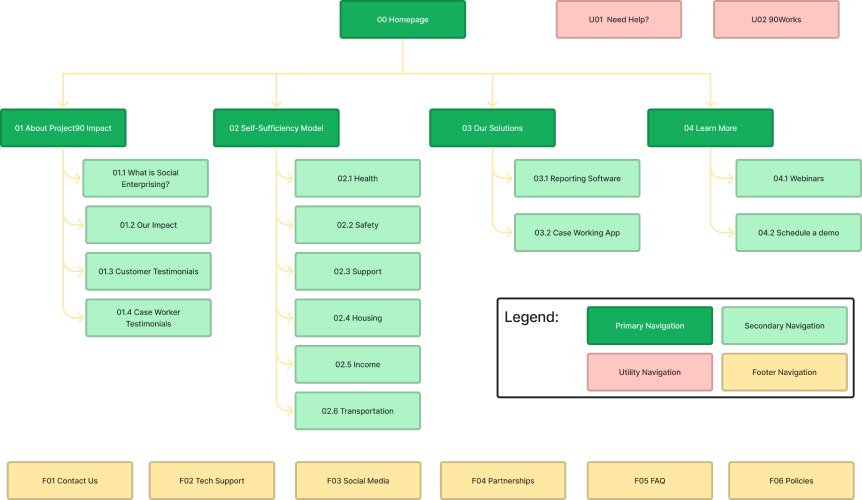 00 Homepage
U01 Need Help?
U02 90Works
01 About Project90 Impact
02 Self-Sufficiency Model
03 Our Solutions
04 Learn More
01.1 What is Social
Enterprising?
01.2 Our Impact
01.3 Customer Testimonials
01.4 Case Worker
Testimonials
02.1 Health
02.2 Safety
02.3 Support
02.4 Housing
02.5 Income
02.6 Transportation
03.1 Reporting Software
03.2 Case Working App
04.1 Webinars
04.2 Schedule a demo
Legend:
Primary Navigation
Secondary Navigation
Utility Navigation
Footer Navigation
F01 Contact Us
F02 Tech Support
F03 Social Media
F04 Partnerships
F05 FAQ
F06 Policies